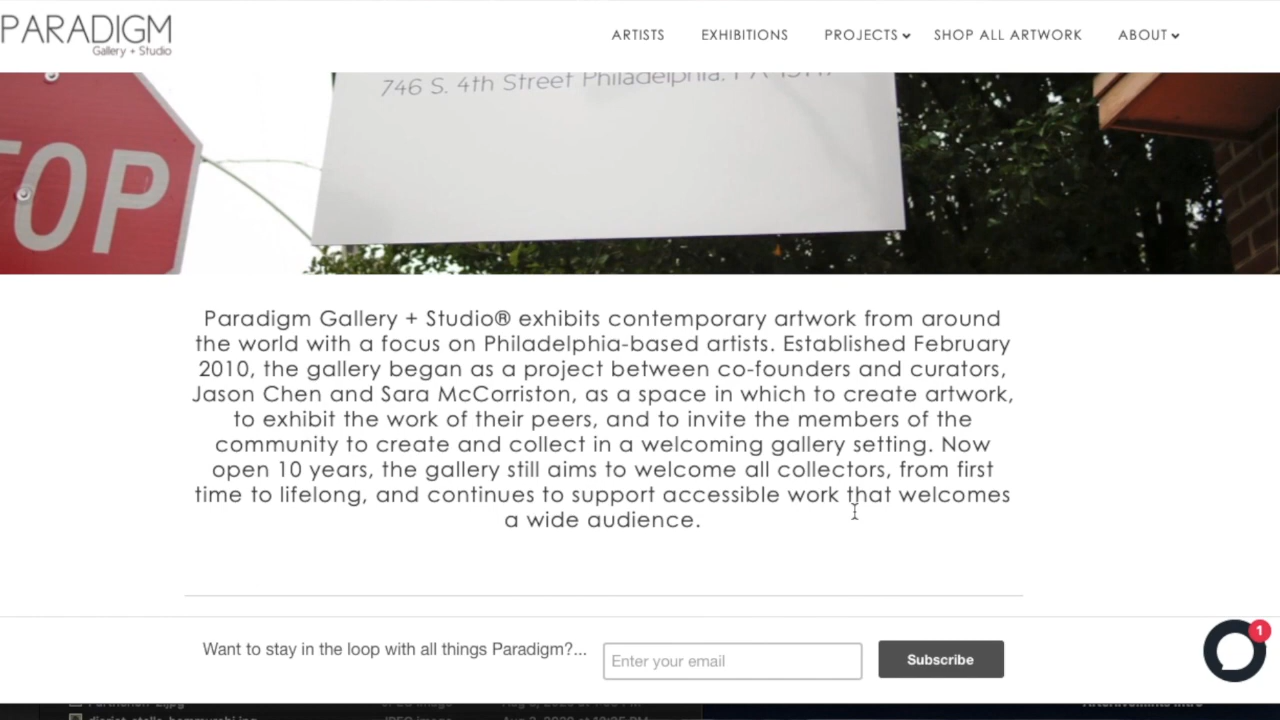 PARADIGM
Gallery + Studio
ARTISTS
EXHIBITIONS
PROJECTS
SHOP ALL ARTWORK
ABOUT
TOP
746 S. 4th Street Philadelphia, PA
Paradigm Gallery + Studio® exhibits contemporary artwork from around
the world with a focus on Philadelphia-based artists. Established February
2010, the gallery began as a project between co-founders and curators,
Jason Chen and Sara McCorriston, as a space in which to create artwork,
to exhibit the work of their peers, and to invite the members of the
community to create and collect in a welcoming gallery setting. Now
open 10 years, the gallery still aims to welcome all collectors, from first
time to lifelong, and continues to support accessible work that welcomes
a wide audience.
Want to stay in the loop with all things Paradigm?...
Enter your email
Subscribe
1